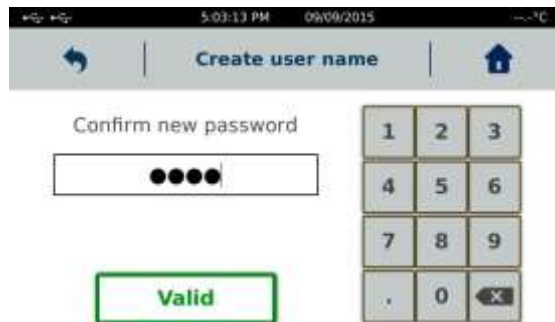 5:03:13 PM 09/09/2015 --.-°C
Create user name
Confirm new password
●●●●
Valid
1 2 3
4 5 6
7 8 9
. 0